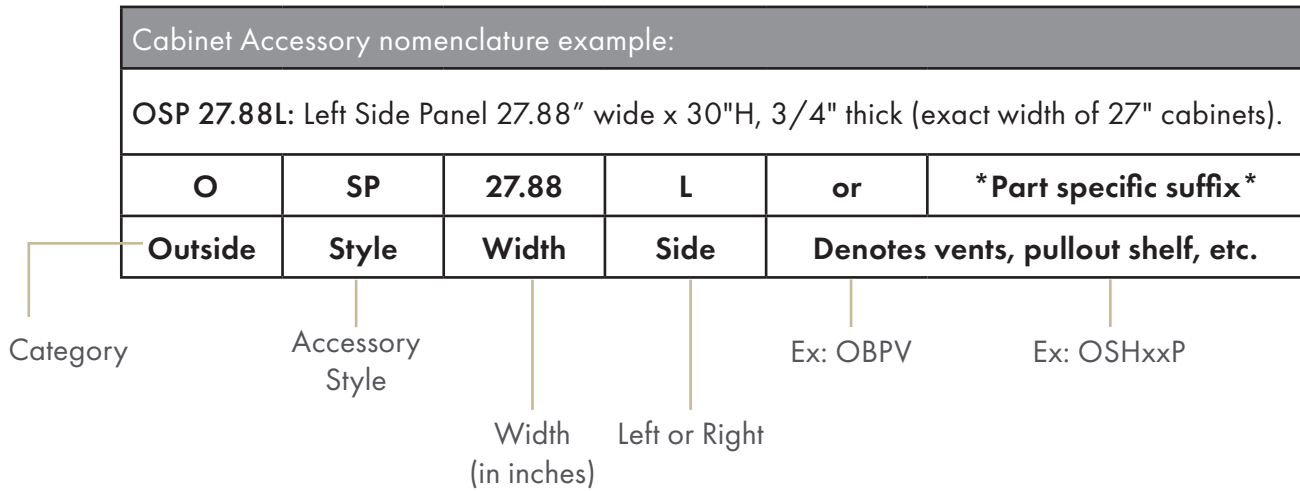 Cabinet Accessory nomenclature example:
OSP 27.88L: Left Side Panel 27.88” wide x 30"H, 3/4" thick (exact width of 27" cabinets).
O SP 27.88 L or *Part specific suffix*
Outside Style Width Side Denotes vents, pullout shelf, etc.
Category Accessory Style Ex: OBPV Ex: OSHxxP
Width (in inches) Left or Right